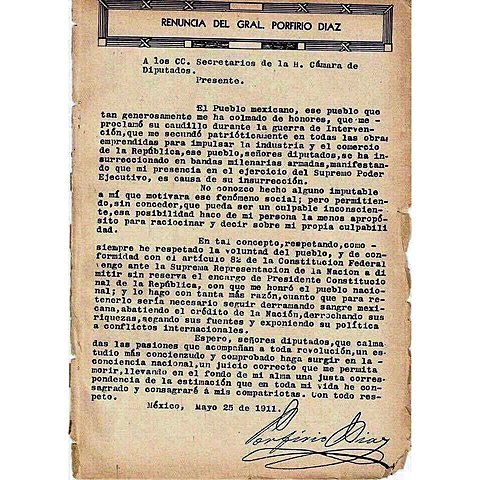 RENUNCIA DEL GRAL. PORFIRIO DIAZ
A los CC. Secretarios de la H. Cámara de
Diputados.
Presente.
El Pueblo mexicano, ese pueblo que
tan generosamente me ha colmado de honores, que me
proclamó su caudillo durante la guerra de Interven-
ción,que me secundó patrióticamente en todas las obras
emprendidas para impulsar la industria y el comercio
de la República,ese pueblo,señores diputados,se ha in-
surreccionado en bandas milenarias armadas,manifestan-
do que mi presencia en el ejercicio del Supremo Poder
Ejecutivo, es causa de su insurrección.
No conozco hecho alguno imputable
a mí que motivara ese fenómeno social; pero permitien-
do,sin conceder,que pueda ser un culpable inconscien-
te,esa posibilidad hace de mi persona la menos apropó-
sito para raciocinar y decir sobre mi propia culpabili
dad.
En tal concepto,respetando,como -
siempre he respetado la voluntad del pueblo, y de con-
formidad con el artículo 82 de la Constitucion Federal
vengo ante la Suprema Representacion de la Nacion a di
mitir sin reserva el encargo de Presidente Constitucio
nal de la República, con que me honró el pueblo nacio-
nal; y lo hago con tanta más razón,cuanto que para re-
tenerlo sería necesario seguir derramando sangre mexi-
cana,abatiendo el crédito de la Nación,derrochando sus
riquezas,segando sus fuentes y exponiendo su política
a conflictos internacionales.
Espero, señores diputados,que calma
das las pasiones que acompañan a toda revolución,un es-
tudio más concienzudo y comprobado haga surgir en la
conciencia nacional,un juicio correcto que me permita
morir,llevando en el fondo de mi alma una justa corres-
pondencia de la estimación que en toda mi vida he con-
sagrado y consagraré a mis compatriotas. Con todo res-
peto.
México, Mayo 25 de 1911.
Porfirio Diaz